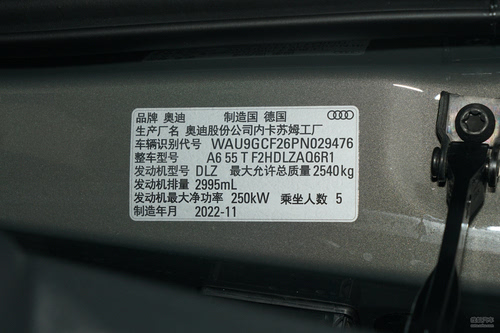 品牌 奥迪 制造国 德国
生产厂名 奥迪股份公司内卡苏姆工厂
车辆识别代号 WAU9GCF26PN029476
整车型号 A6 55 T F2HDLZAQ6R1
发动机型号 DLZ 最大允许总质量 2540kg
发动机排量 2995mL
发动机最大净功率 250kW 乘坐人数 5
制造年月 2022-11